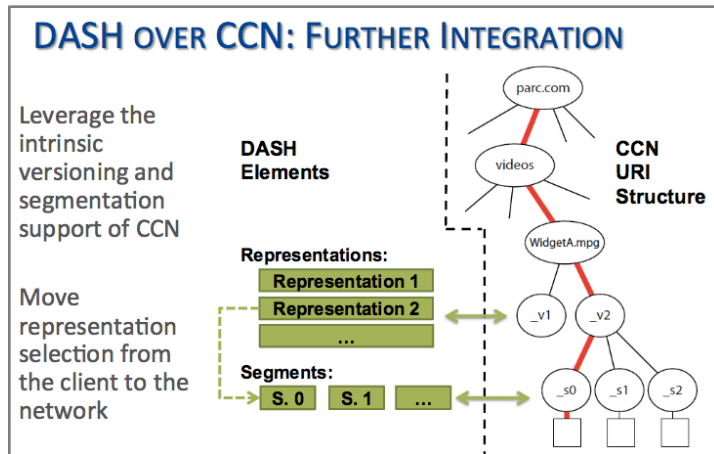 DASH OVER CCN: FURTHER INTEGRATION
Leverage the
intrinsic
versioning and
segmentation
support of CCN
Move
representation
selection from
the client to the
network
DASH
Elements
Representations:
Representation 1
Representation 2
...
Segments:
S. 0 S. 1 ...
CCN
URI
Structure
parc.com
videos
WidgetA.mpg
_v1 _v2
_s0 _s1 _s2